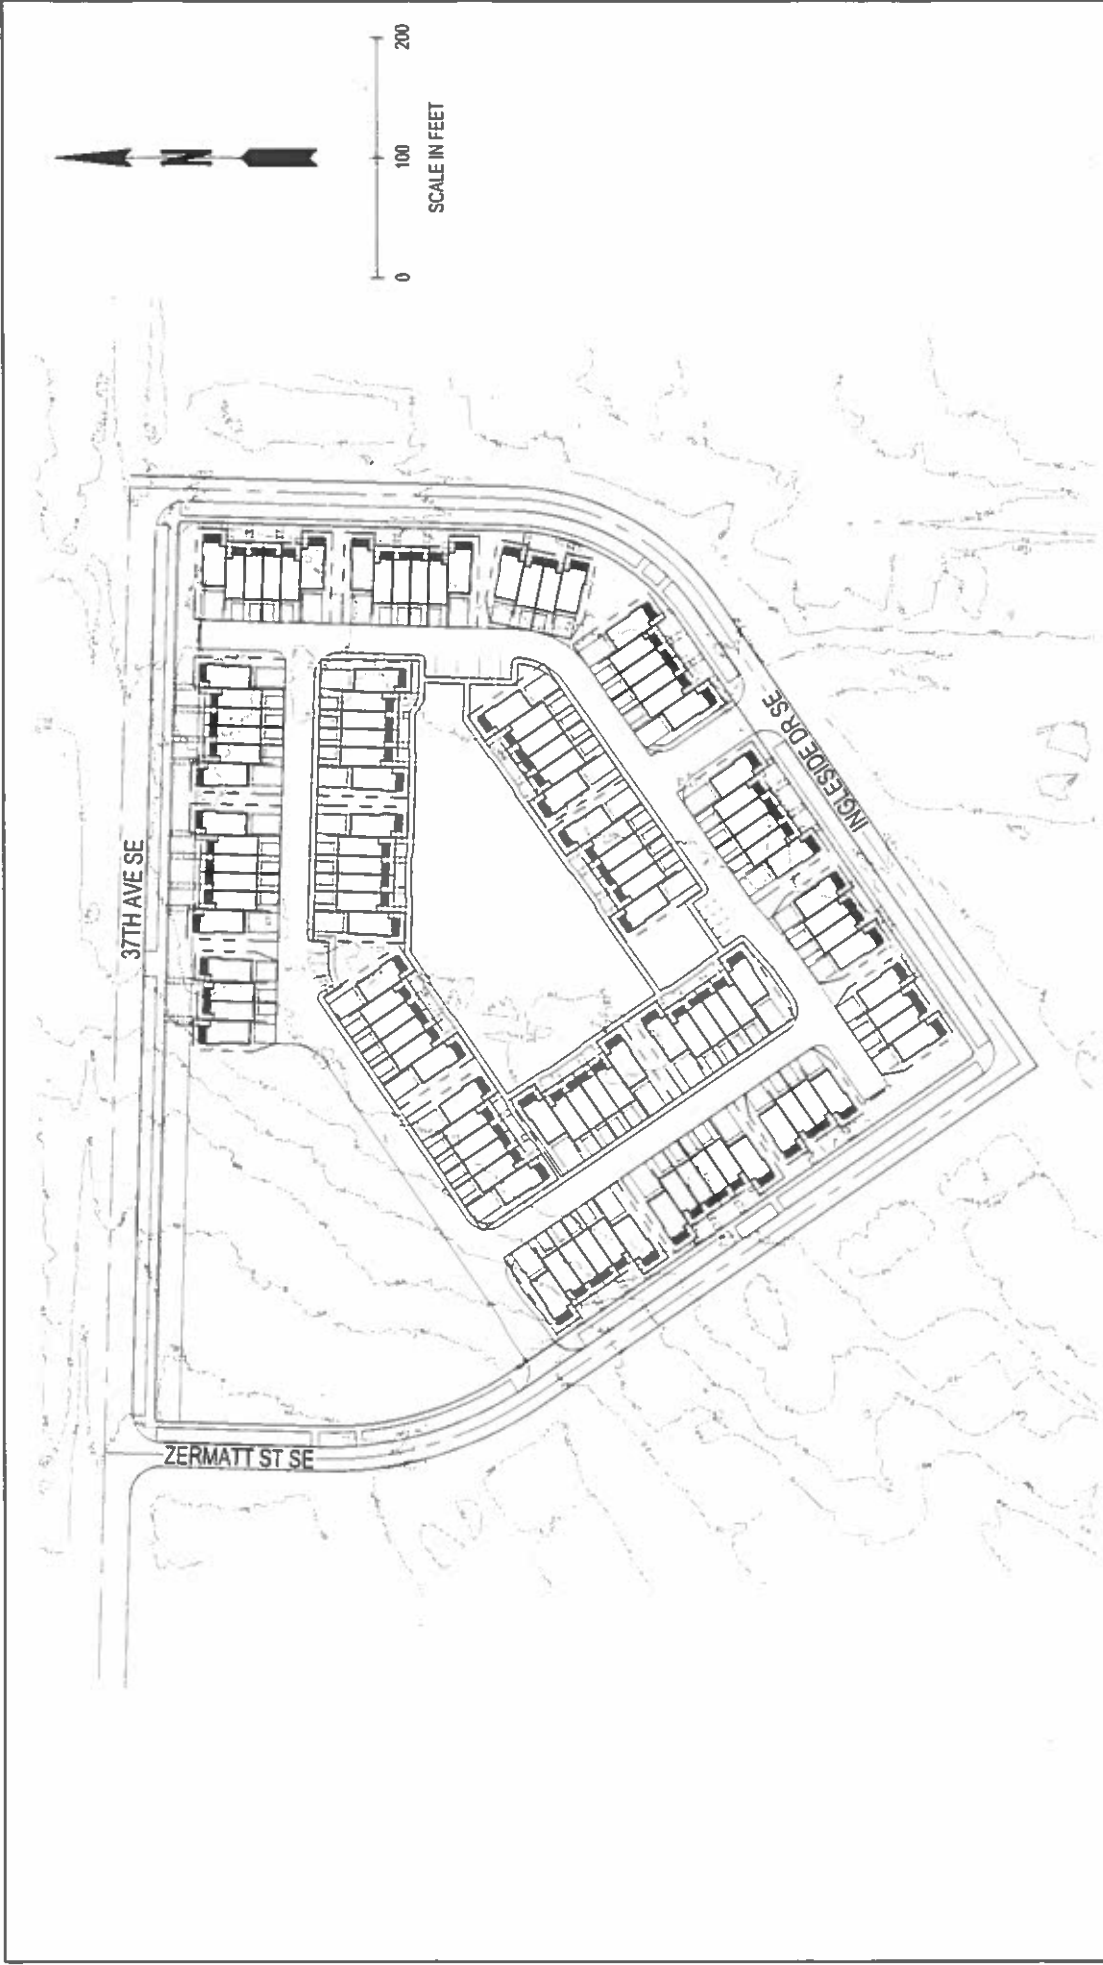 N
0 100 200
SCALE IN FEET
37TH AVE SE
INGLESIDE DR SE
ZERMATT ST SE